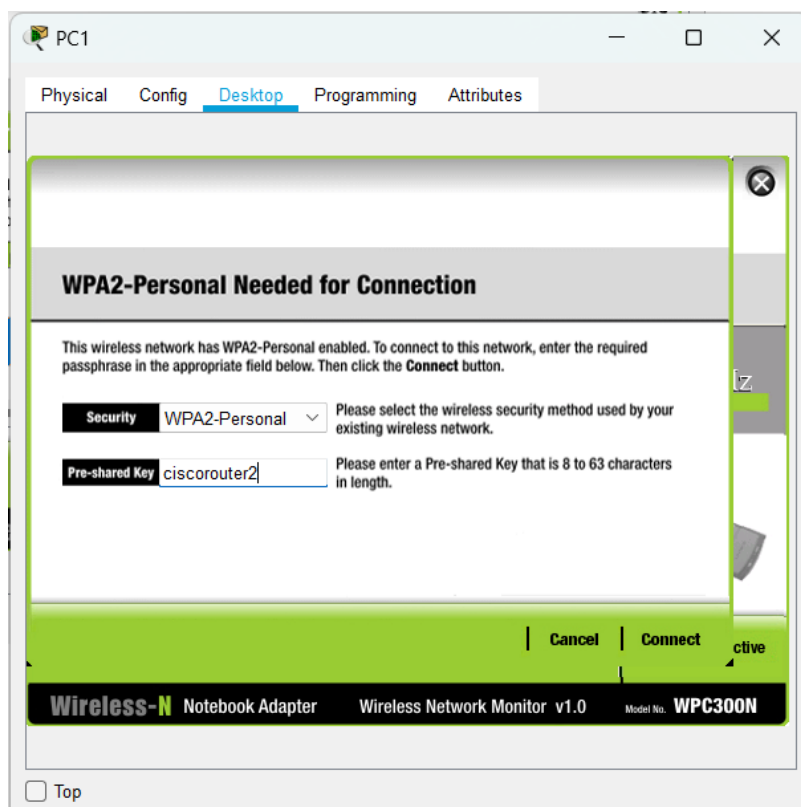 PC1
Physical Config Desktop Programming Attributes
WPA2-Personal Needed for Connection
This wireless network has WPA2-Personal enabled. To connect to this network, enter the required
passphrase in the appropriate field below. Then click the Connect button.
Security WPA2-Personal Please select the wireless security method used by your
existing wireless network.
Pre-shared Key ciscorouter2 Please enter a Pre-shared Key that is 8 to 63 characters
in length.
Cancel Connect
Wireless-N Notebook Adapter Wireless Network Monitor v1.0 Model No. WPC300N
Top